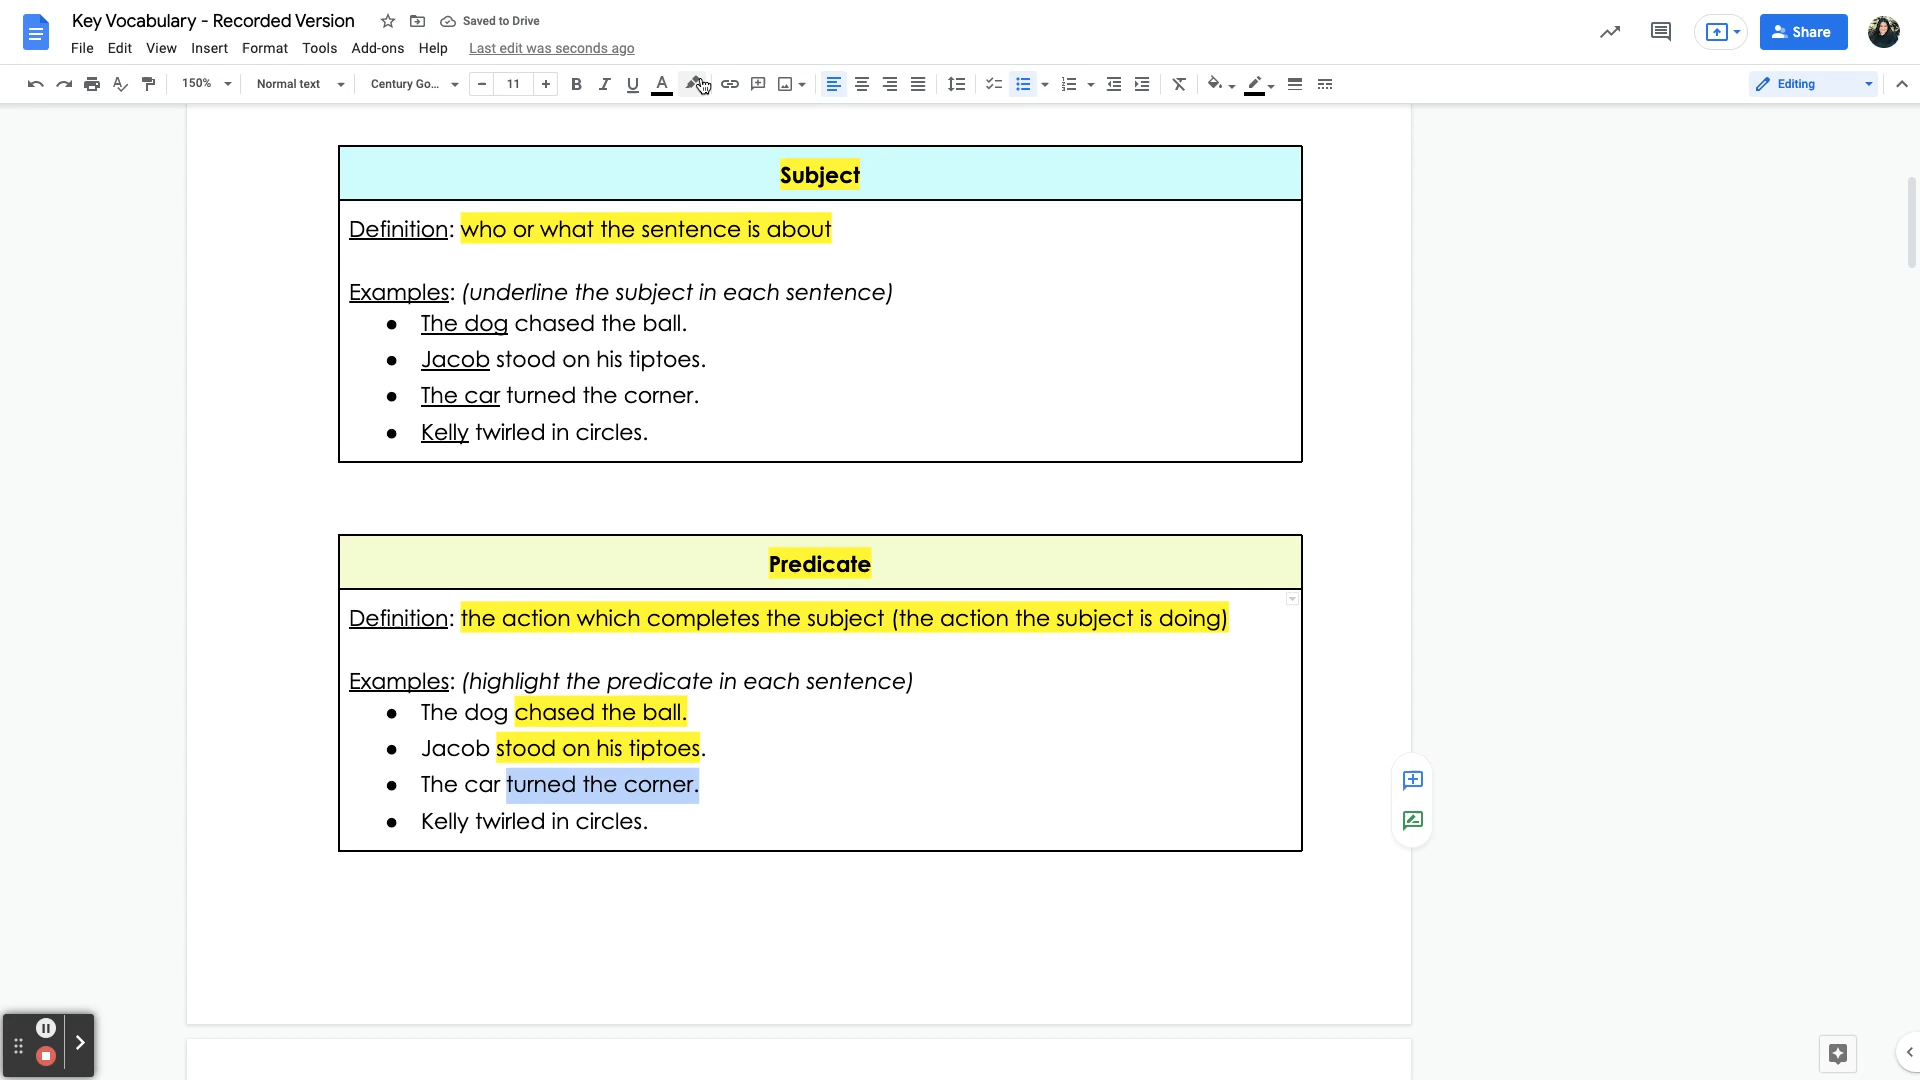 Key Vocabulary - Recorded Version
Saved to Drive
File Edit View Insert Format Tools Add-ons Help Last edit was seconds ago
Share
150% Normal text Century Go... − 11 + B I U A
Editing
Subject
Definition: who or what the sentence is about
Examples: (underline the subject in each sentence)
● The dog chased the ball.
● Jacob stood on his tiptoes.
● The car turned the corner.
● Kelly twirled in circles.
Predicate
Definition: the action which completes the subject (the action the subject is doing)
Examples: (highlight the predicate in each sentence)
● The dog chased the ball.
● Jacob stood on his tiptoes.
● The car turned the corner.
● Kelly twirled in circles.